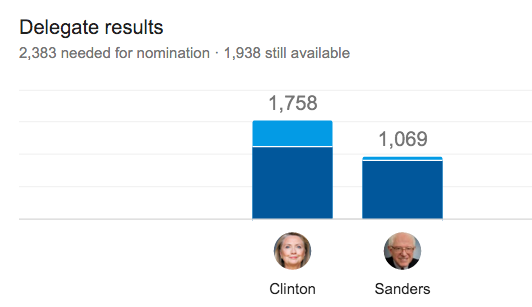 Delegate results
2,383 needed for nomination · 1,938 still available
1,758
1,069
Clinton
Sanders